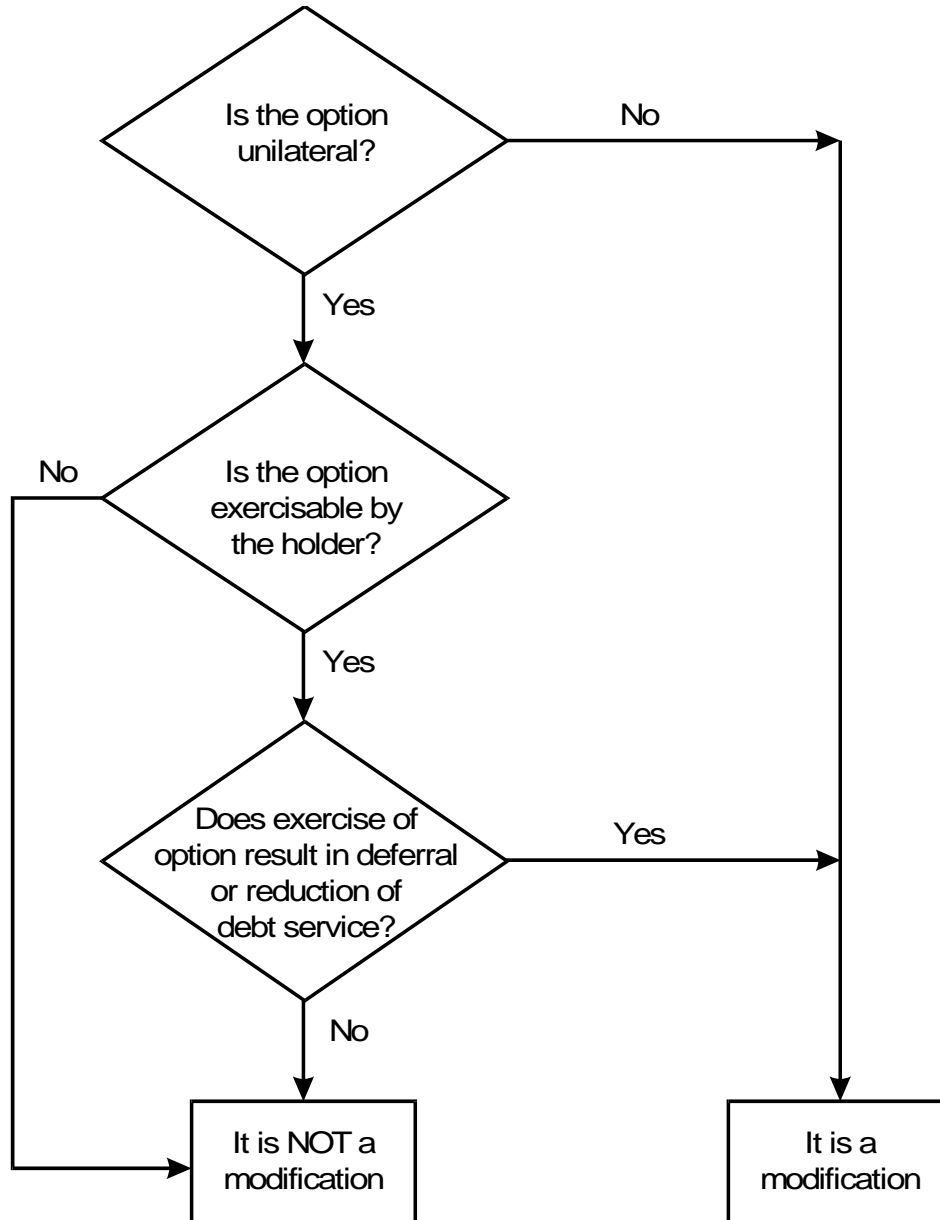 Is the option
unilateral?
No
Yes
No
Is the option
exercisable by
the holder?
Yes
Does exercise of
option result in deferral
or reduction of
debt service?
Yes
No
It is NOT a
modification
It is a
modification